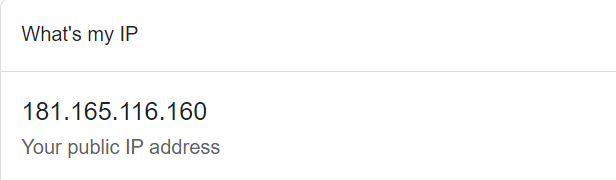 What's my IP
181.165.116.160
Your public IP address